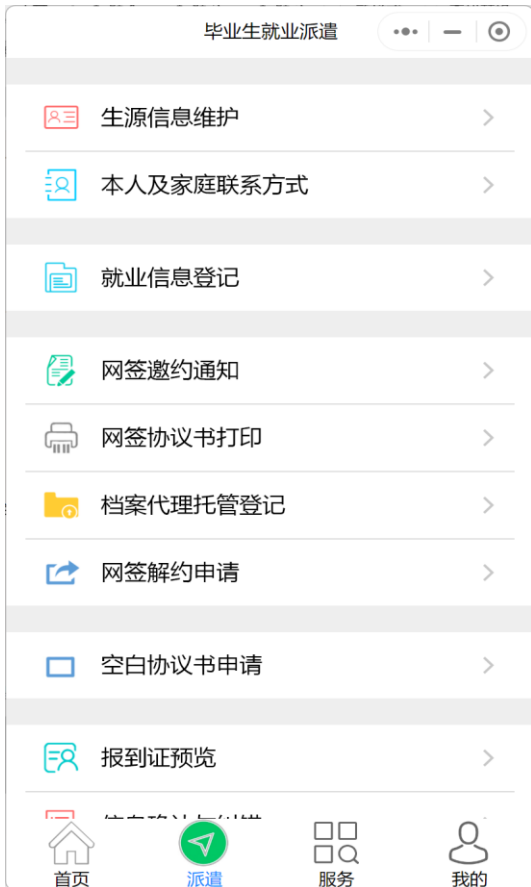 毕业生就业派遣
生源信息维护
本人及家庭联系方式
就业信息登记
网签邀约通知
网签协议书打印
档案代理托管登记
网签解约申请
空白协议书申请
报到证预览
首页
派遣
服务
我的